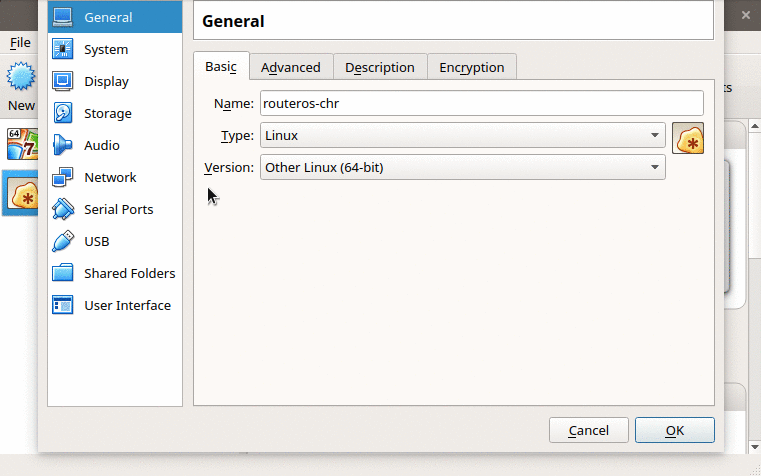 General
General
System
Display
Storage
Audio
Network
Serial Ports
USB
Shared Folders
User Interface
Basic
Advanced
Description
Encryption
Name:
routeros-chr
Type:
Linux
Version:
Other Linux (64-bit)
Cancel
OK
File
New
64
7